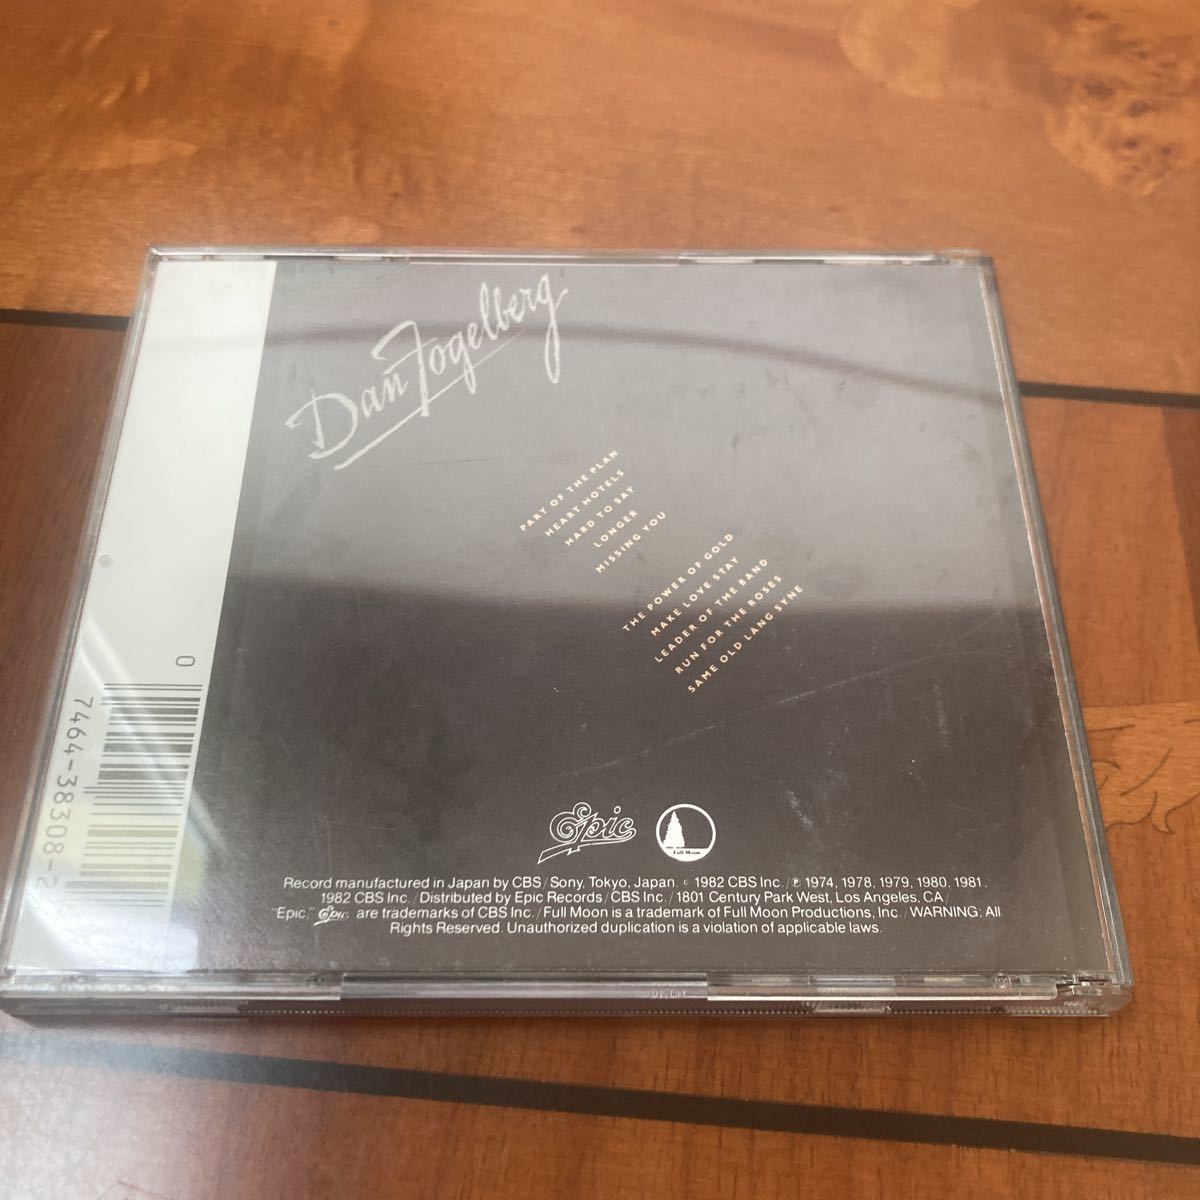 Dan Fogelberg
PART OF THE PLAN
HEART HOTELS
HARD TO SAY
LONGER
MISSING YOU
THE POWER OF GOLD
MAKE LOVE STAY
LEADER OF THE BAND
RUN FOR THE ROSES
SAME OLD LANG SYNE
0
7464-38308-2
Epic
Full Moon
Record manufactured in Japan by CBS/Sony, Tokyo, Japan. © 1982 CBS Inc./℗ 1974, 1978, 1979, 1980, 1981,
1982 CBS Inc./Distributed by Epic Records/CBS Inc./1801 Century Park West, Los Angeles, CA/
"Epic," Epic. are trademarks of CBS Inc./Full Moon is a trademark of Full Moon Productions, Inc./WARNING: All
Rights Reserved. Unauthorized duplication is a violation of applicable laws.